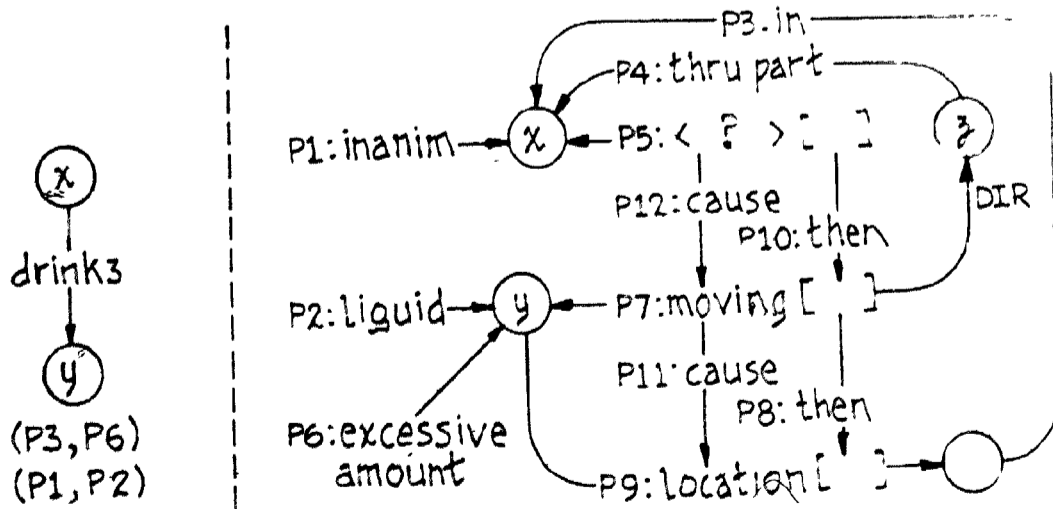 x
drink3
y
(P3,P6)
(P1,P2)
P3.in
P4:thru part
P1:inanim
x
P5:< ? >[ ]
z
P12:cause
DIR
P10:then
P2:liquid
y
P7:moving[ ]
P11:cause
P8:then
P6:excessive
amount
P9:location[ ]